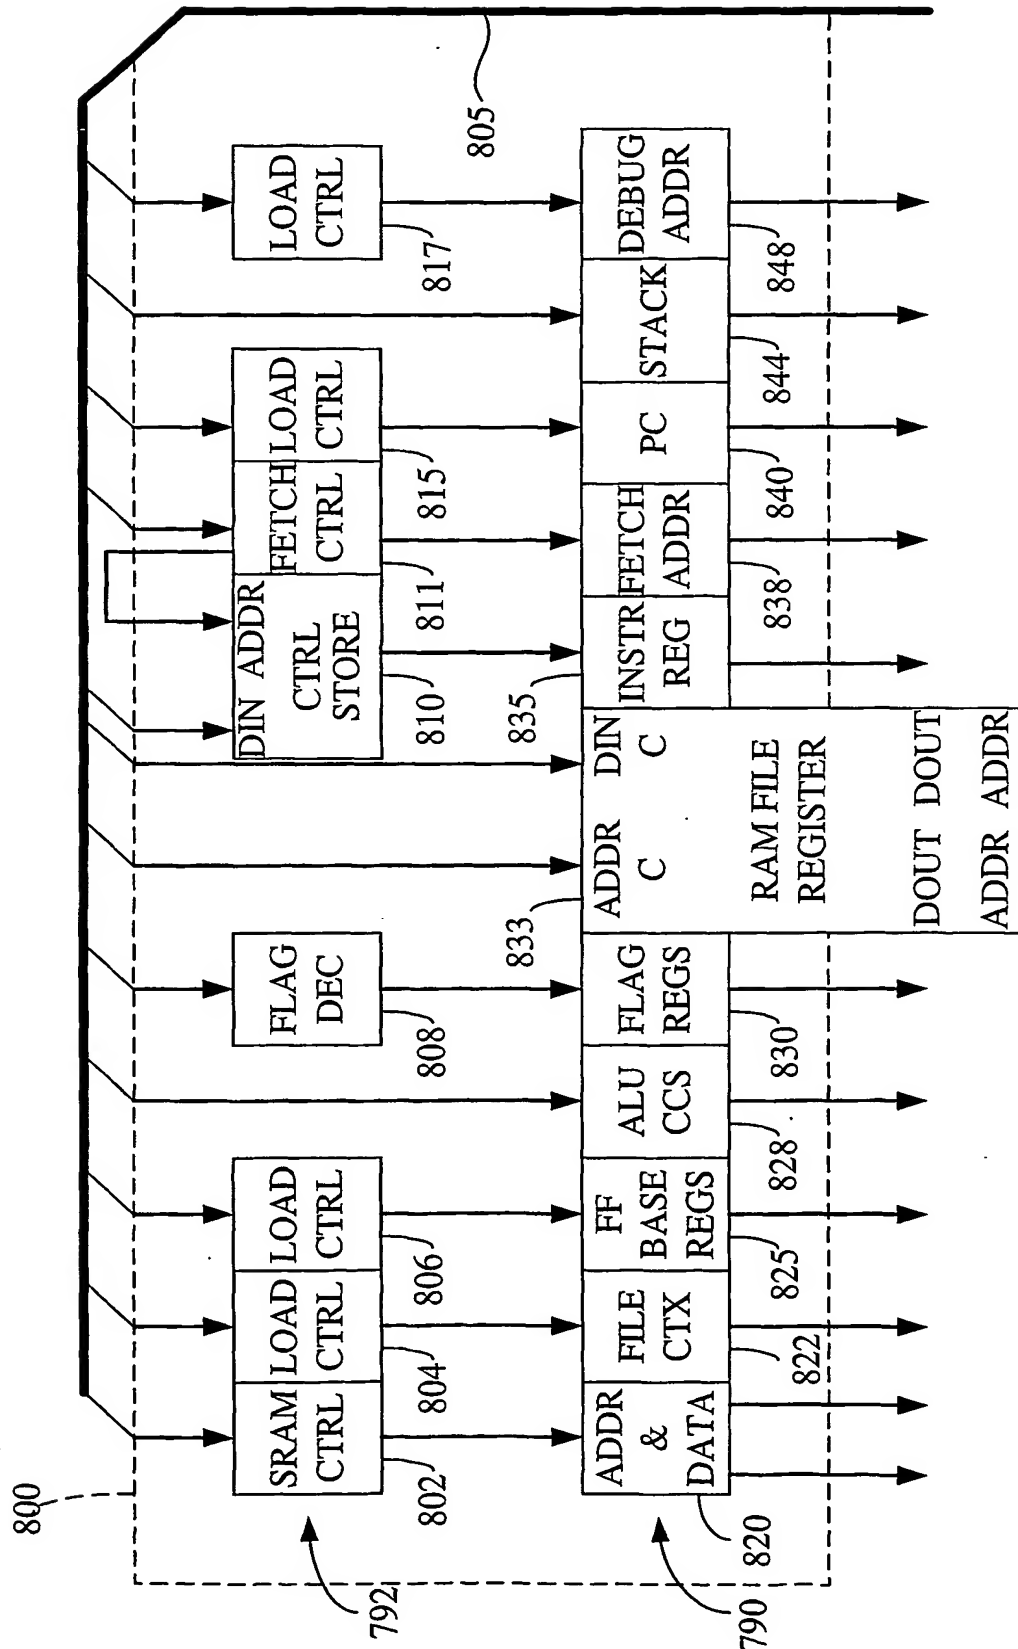 800
792
SRAM
CTRL
802
LOAD
CTRL
804
LOAD
CTRL
806
FLAG
DEC
808
DIN ADDR
CTRL
STORE
810
FETCH
CTRL
811
LOAD
CTRL
815
LOAD
CTRL
817
805
790
ADDR
&
DATA
820
FILE
CTX
822
FF
BASE
REGS
825
ALU
CCS
828
FLAG
REGS
830
833
ADDR DIN
C C
RAM FILE
REGISTER
DOUT DOUT
ADDR ADDR
835
INSTR
REG
FETCH
ADDR
838
PC
840
STACK
844
DEBUG
ADDR
848